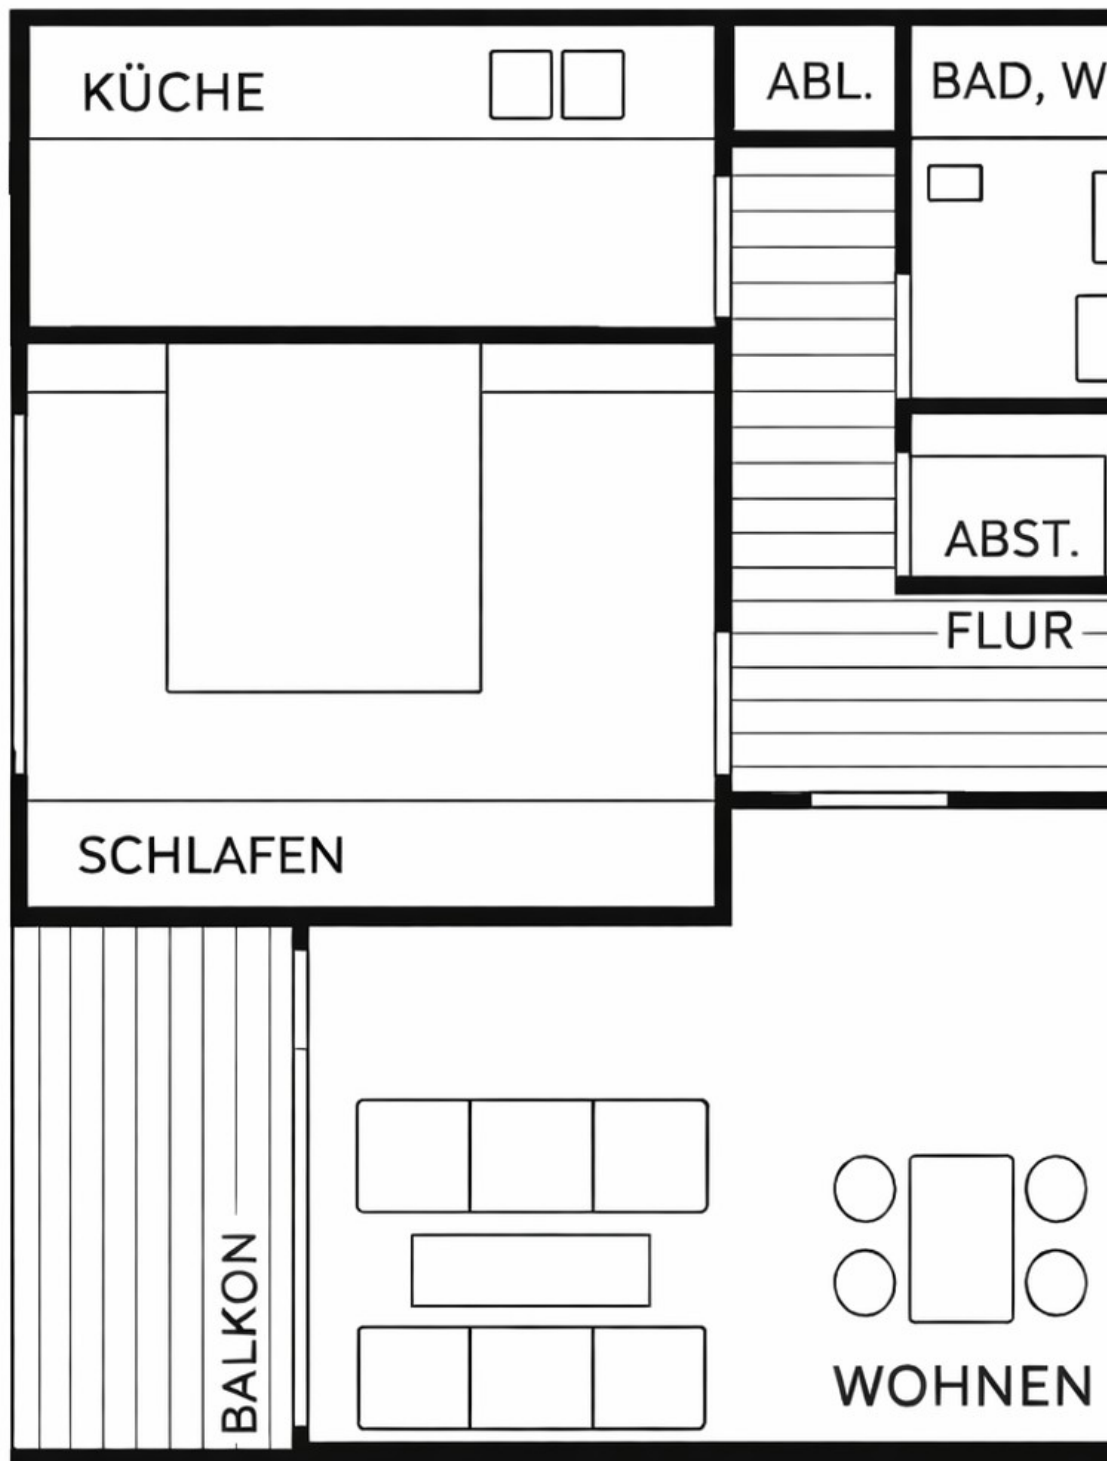 KÜCHE
ABL.
BAD, W
ABST.
FLUR
SCHLAFEN
BALKON
WOHNEN